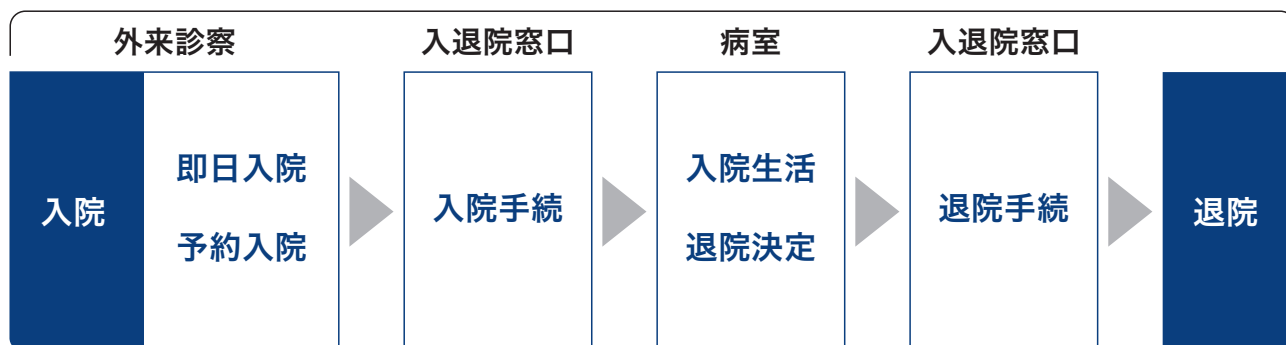 外来診察
入退院窓口
病室
入退院窓口
入院
即日入院
予約入院
入院手続
入院生活
退院決定
退院手続
退院